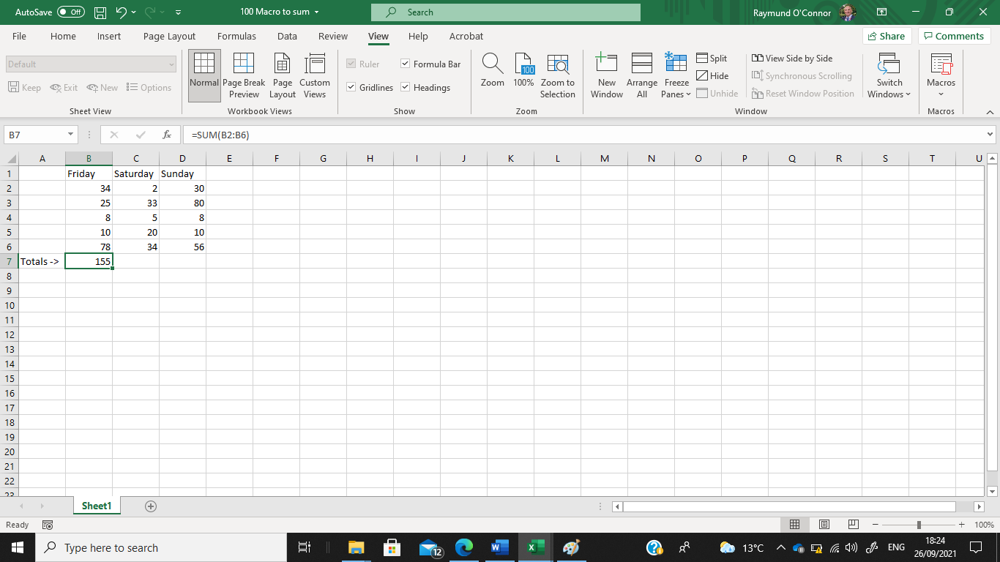 AutoSave Off 100 Macro to sum Search Raymund O'Connor
File Home Insert Page Layout Formulas Data Review View Help Acrobat Share Comments
Default
Keep Exit New Options
Sheet View
Normal Page Break Preview Page Layout Custom Views
Workbook Views
Ruler Formula Bar
Gridlines Headings
Show
Zoom 100 100% Zoom to Selection
Zoom
New Window Arrange All Freeze Panes
Split
Hide
Unhide
View Side by Side
Synchronous Scrolling
Reset Window Position
Switch Windows
Window
Macros
Macros
B7 fx =SUM(B2:B6)
A B C D E F G H I J K L M N O P Q R S T U
1 Friday Saturday Sunday
2 34 2 30
3 25 33 80
4 8 5 8
5 10 20 10
6 78 34 56
7 Totals -> 155
8
9
10
11
12
13
14
15
16
17
18
19
20
21
22
23
Sheet1
Ready 100%
Type here to search 12 13°C ENG 18:24
26/09/2021